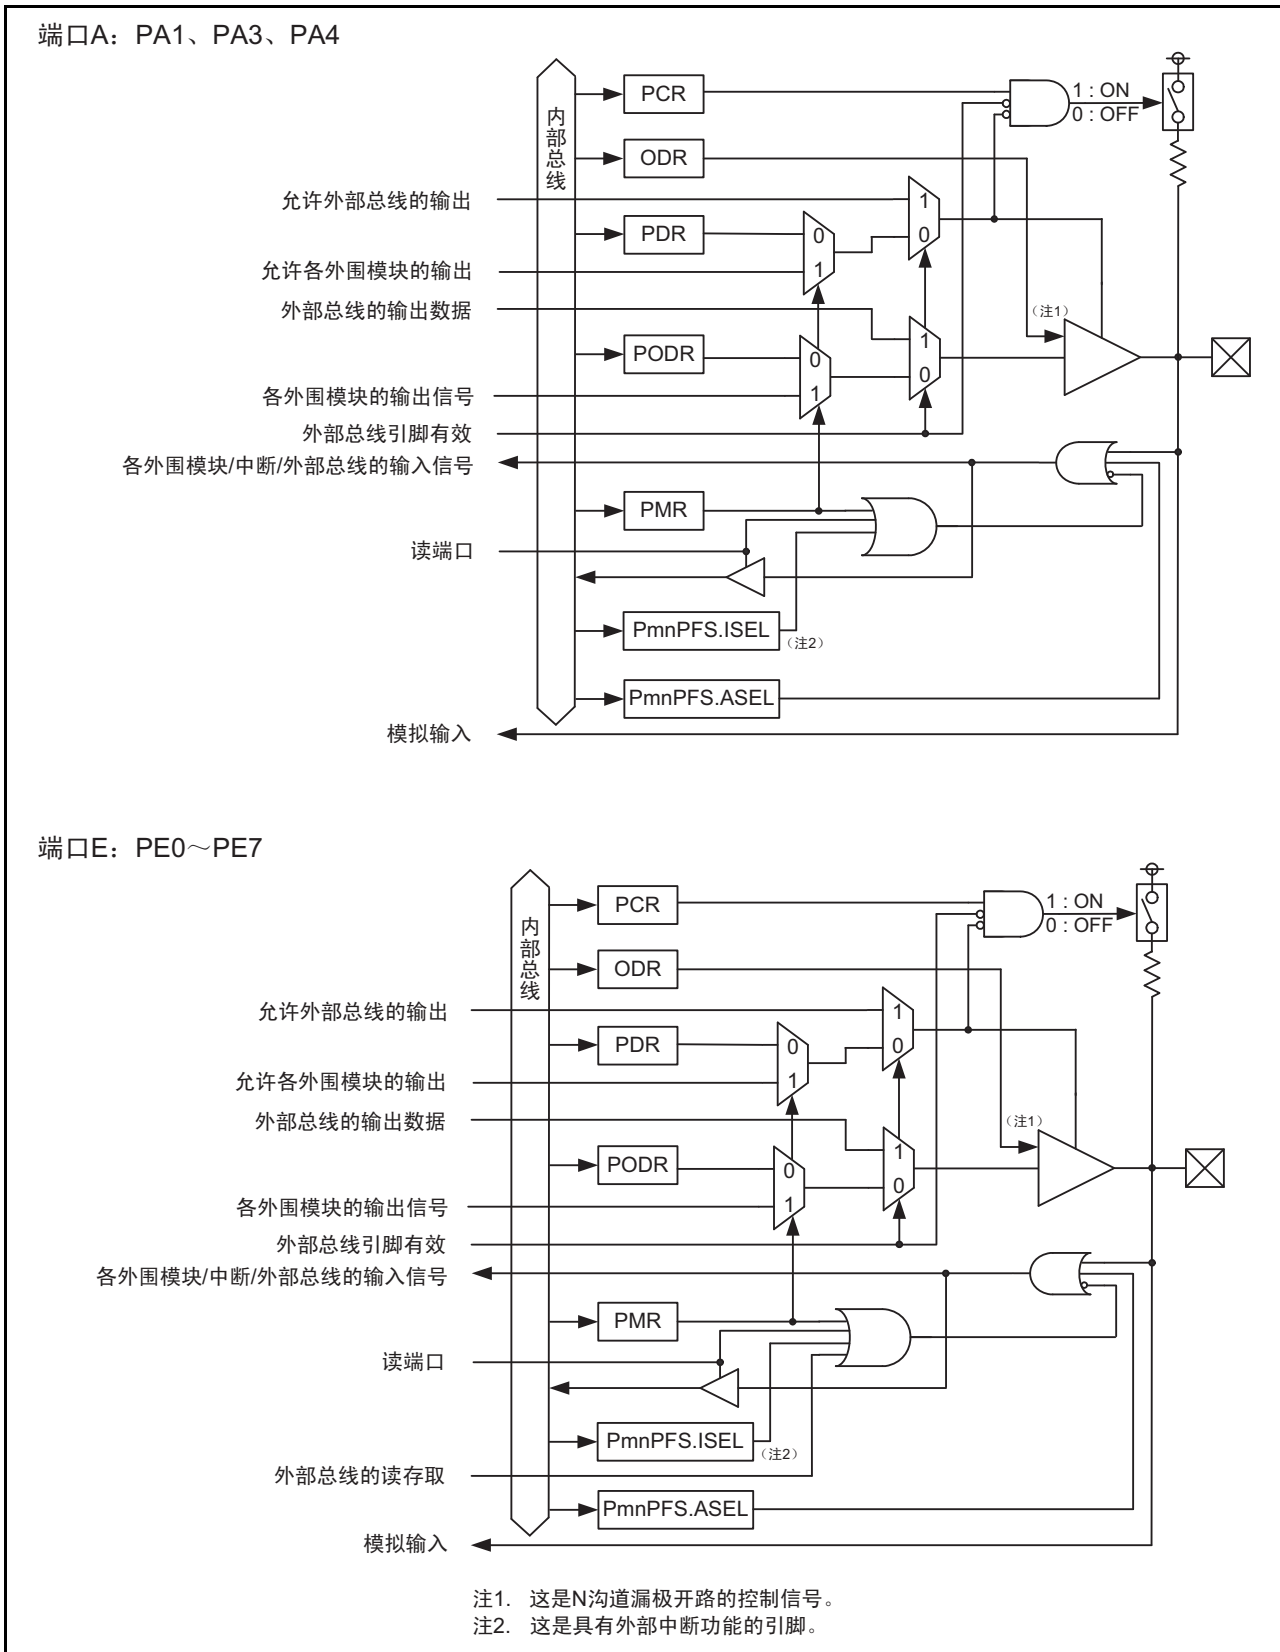 端口A：PA1、PA3、PA4
内部总线
PCR
1 : ON
0 : OFF
ODR
允许外部总线的输出
1
0
PDR
0
1
允许各外围模块的输出
外部总线的输出数据
（注1）
PODR
0
1
1
0
各外围模块的输出信号
外部总线引脚有效
各外围模块/中断/外部总线的输入信号
PMR
读端口
PmnPFS.ISEL
（注2）
PmnPFS.ASEL
模拟输入
端口E：PE0～PE7
内部总线
PCR
1 : ON
0 : OFF
ODR
允许外部总线的输出
1
0
PDR
0
1
允许各外围模块的输出
外部总线的输出数据
（注1）
PODR
0
1
1
0
各外围模块的输出信号
外部总线引脚有效
各外围模块/中断/外部总线的输入信号
PMR
读端口
PmnPFS.ISEL
（注2）
外部总线的读存取
PmnPFS.ASEL
模拟输入
注1. 这是N沟道漏极开路的控制信号。
注2. 这是具有外部中断功能的引脚。